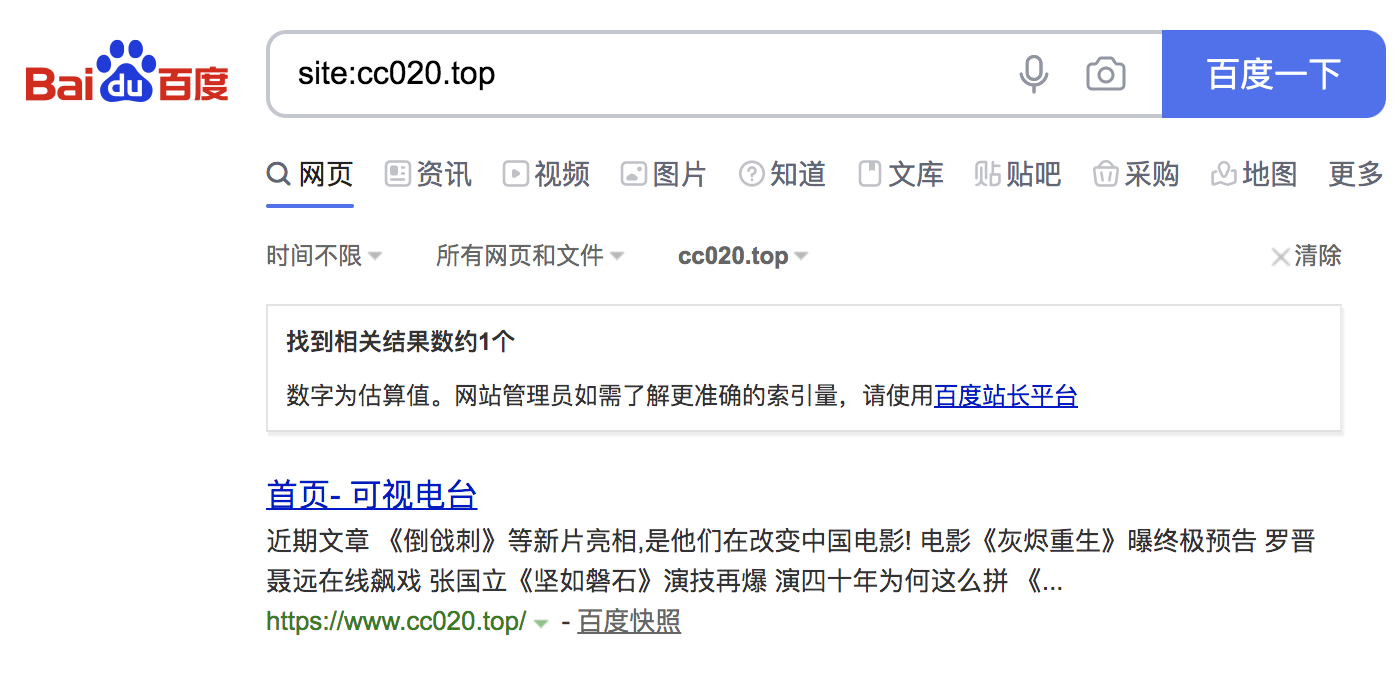 Bai du 百度
site:cc020.top
百度一下
网页 资讯 视频 图片 知道 文库 贴 贴吧 采购 地图 更多
时间不限 所有网页和文件 cc020.top 清除
找到相关结果数约1个
数字为估算值。网站管理员如需了解更准确的索引量，请使用百度站长平台
首页- 可视电台
近期文章 《倒戗刺》等新片亮相,是他们在改变中国电影! 电影《灰烬重生》曝终极预告 罗晋
聂远在线飙戏 张国立《坚如磐石》演技再爆 演四十年为何这么拼 《...
https://www.cc020.top/ - 百度快照